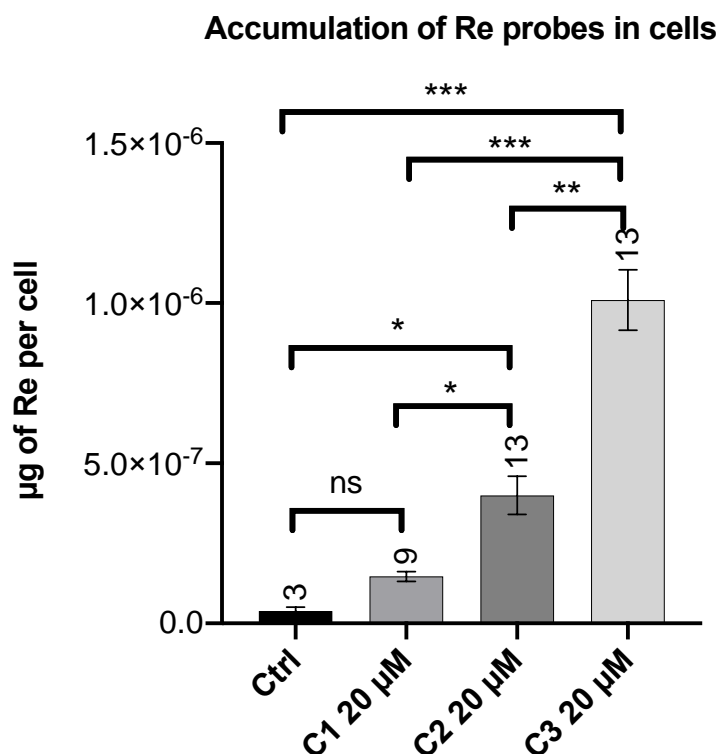 Accumulation of Re probes in cells
***
1.5×10⁻⁶
***
**
13
1.0×10⁻⁶
µg of Re per cell
*
*
13
5.0×10⁻⁷
ns
9
3
0.0
Ctrl
C1 20 µM
C2 20 µM
C3 20 µM